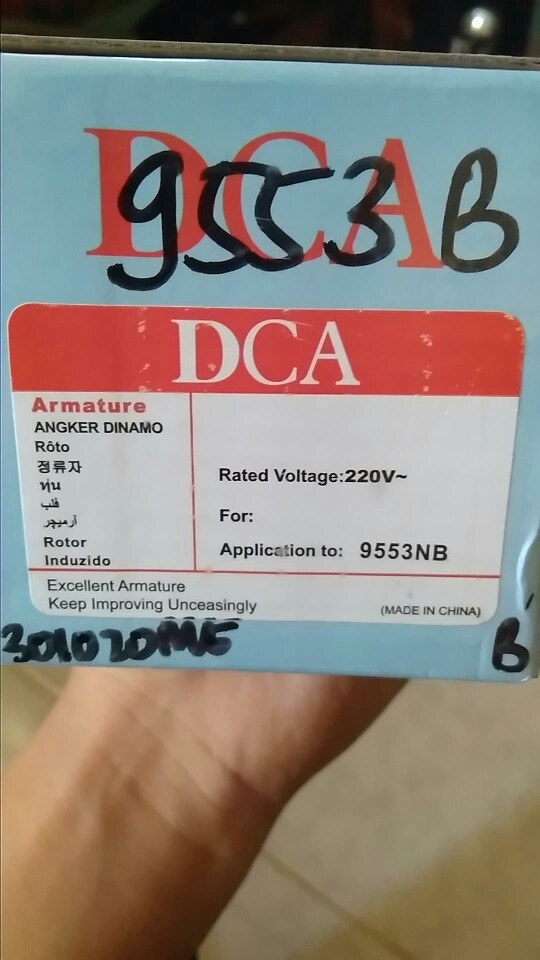 DCA
9553B
DCA
Armature
ANGKER DINAMO
Rôto
정류자
ทุ่น
قلب
آرمیچر
Rotor
Induzido
Rated Voltage:220V~
For:
Application to: 9553NB
Excellent Armature
Keep Improving Unceasingly
(MADE IN CHINA)
B